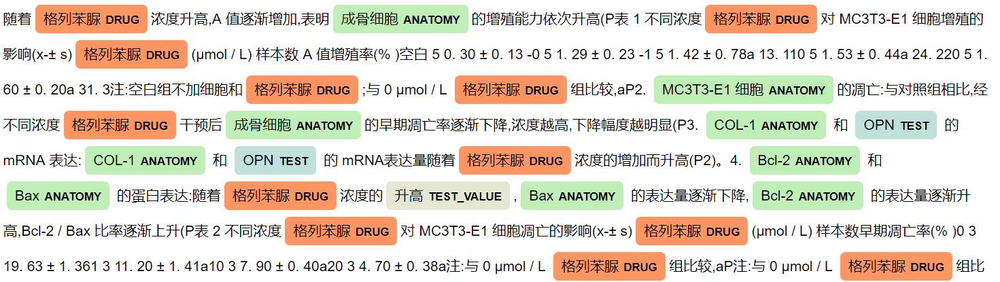 随着 格列苯脲 DRUG 浓度升高,A 值逐渐增加,表明 成骨细胞 ANATOMY 的增殖能力依次升高(P表 1 不同浓度 格列苯脲 DRUG 对 MC3T3-E1 细胞增殖的
影响(x-± s) 格列苯脲 DRUG (μmol / L) 样本数 A 值增殖率(% )空白 5 0. 30 ± 0. 13 -0 5 1. 29 ± 0. 23 -1 5 1. 42 ± 0. 78a 13. 110 5 1. 53 ± 0. 44a 24. 220 5 1.
60 ± 0. 20a 31. 3注:空白组不加细胞和 格列苯脲 DRUG ;与 0 μmol / L 格列苯脲 DRUG 组比较,aP2. MC3T3-E1 细胞 ANATOMY 的凋亡:与对照组相比,经
不同浓度 格列苯脲 DRUG 干预后 成骨细胞 ANATOMY 的早期凋亡率逐渐下降,浓度越高,下降幅度越明显(P3. COL-1 ANATOMY 和 OPN TEST 的
mRNA 表达: COL-1 ANATOMY 和 OPN TEST 的 mRNA表达量随着 格列苯脲 DRUG 浓度的增加而升高(P2)。4. Bcl-2 ANATOMY 和
Bax ANATOMY 的蛋白表达:随着 格列苯脲 DRUG 浓度的 升高 TEST_VALUE , Bax ANATOMY 的表达量逐渐下降, Bcl-2 ANATOMY 的表达量逐渐升
高,Bcl-2 / Bax 比率逐渐上升(P表 2 不同浓度 格列苯脲 DRUG 对 MC3T3-E1 细胞凋亡的影响(x-± s) 格列苯脲 DRUG (μmol / L) 样本数早期凋亡率(% )0 3
19. 63 ± 1. 361 3 11. 20 ± 1. 41a10 3 7. 90 ± 0. 40a20 3 4. 70 ± 0. 38a注:与 0 μmol / L 格列苯脲 DRUG 组比较,aP注:与 0 μmol / L 格列苯脲 DRUG 组比